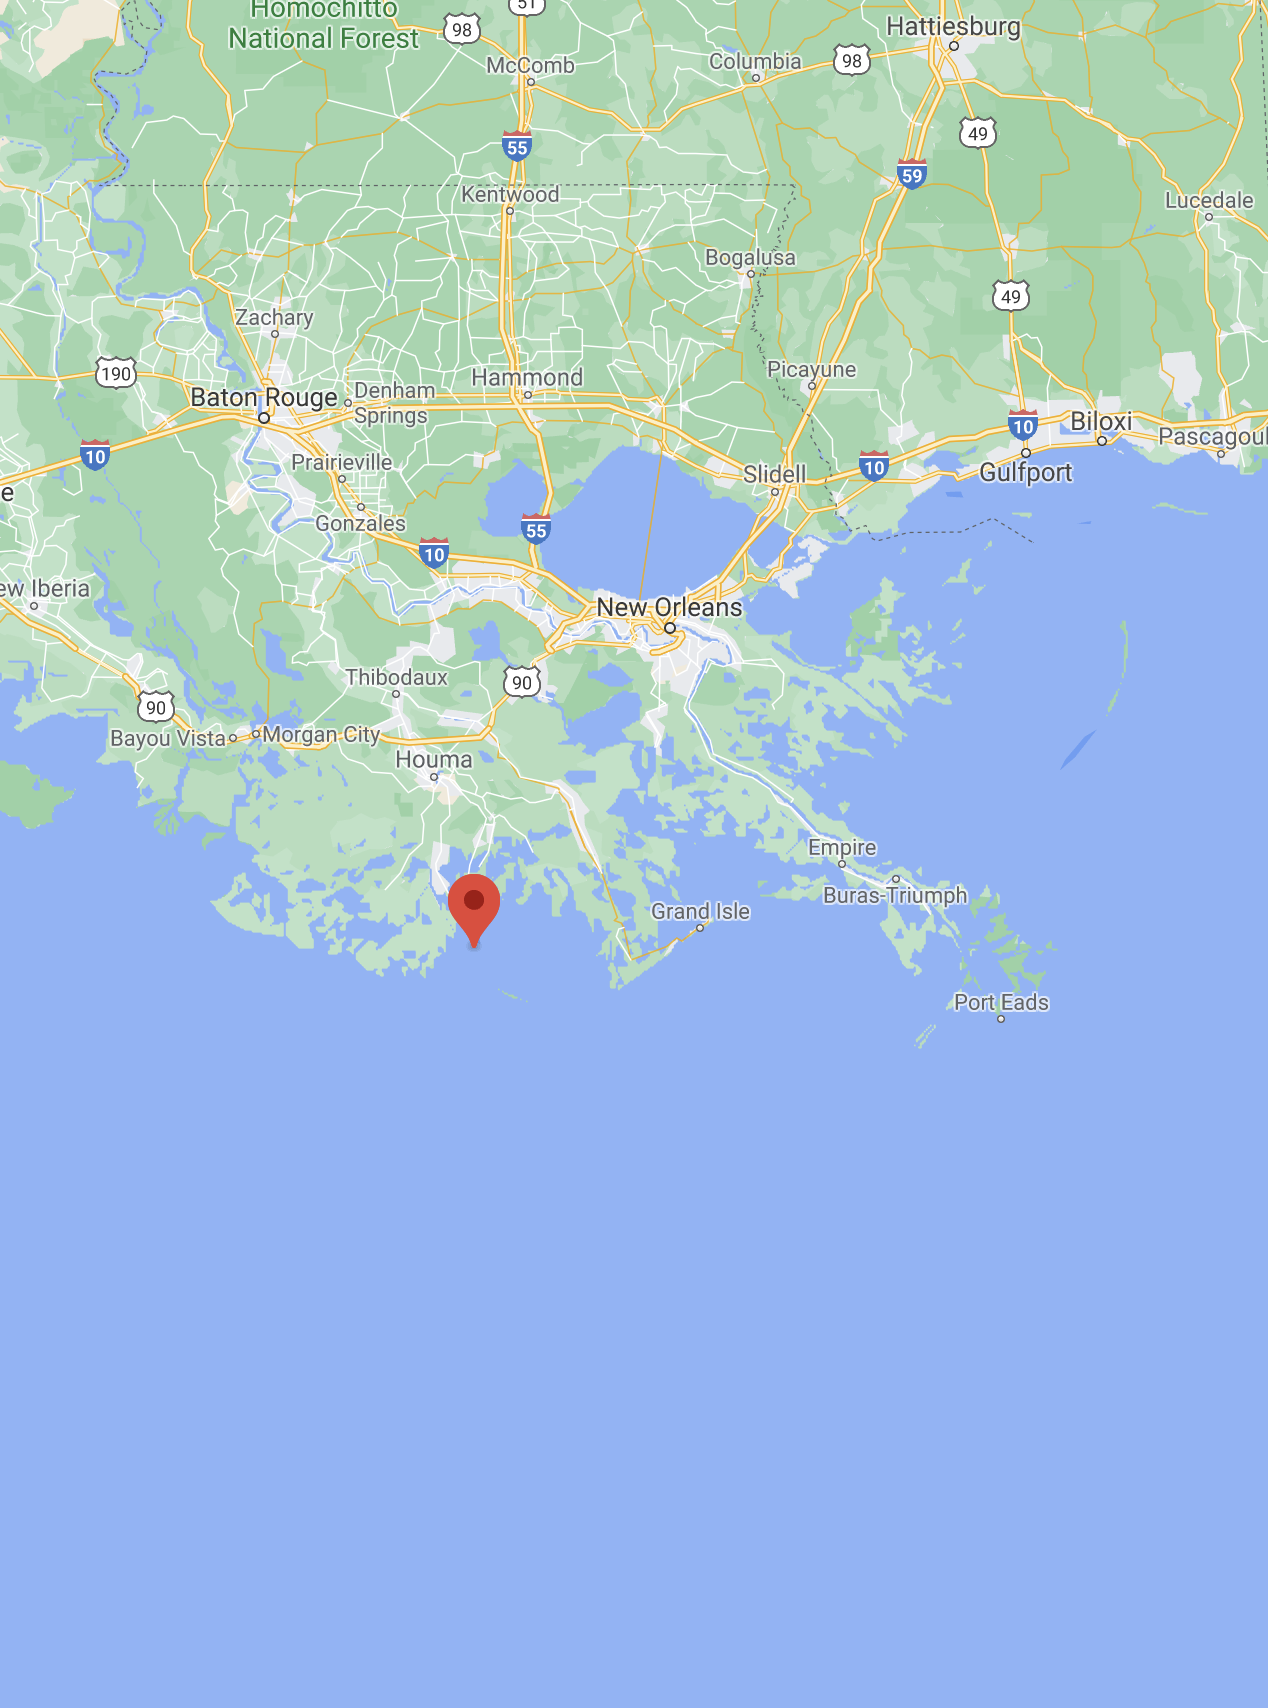 Homochitto
National Forest
98
51
McComb
Columbia
98
Hattiesburg
49
55
59
Kentwood
Lucedale
Bogalusa
49
Zachary
190
Picayune
Baton Rouge
Denham
Springs
Hammond
10
Biloxi
Pascagoul
10
Prairieville
Slidell
10
Gulfport
e
Gonzales
55
10
ew Iberia
New Orleans
Thibodaux
90
90
Bayou Vista
Morgan City
Houma
Empire
Buras-Triumph
Grand Isle
Port Eads